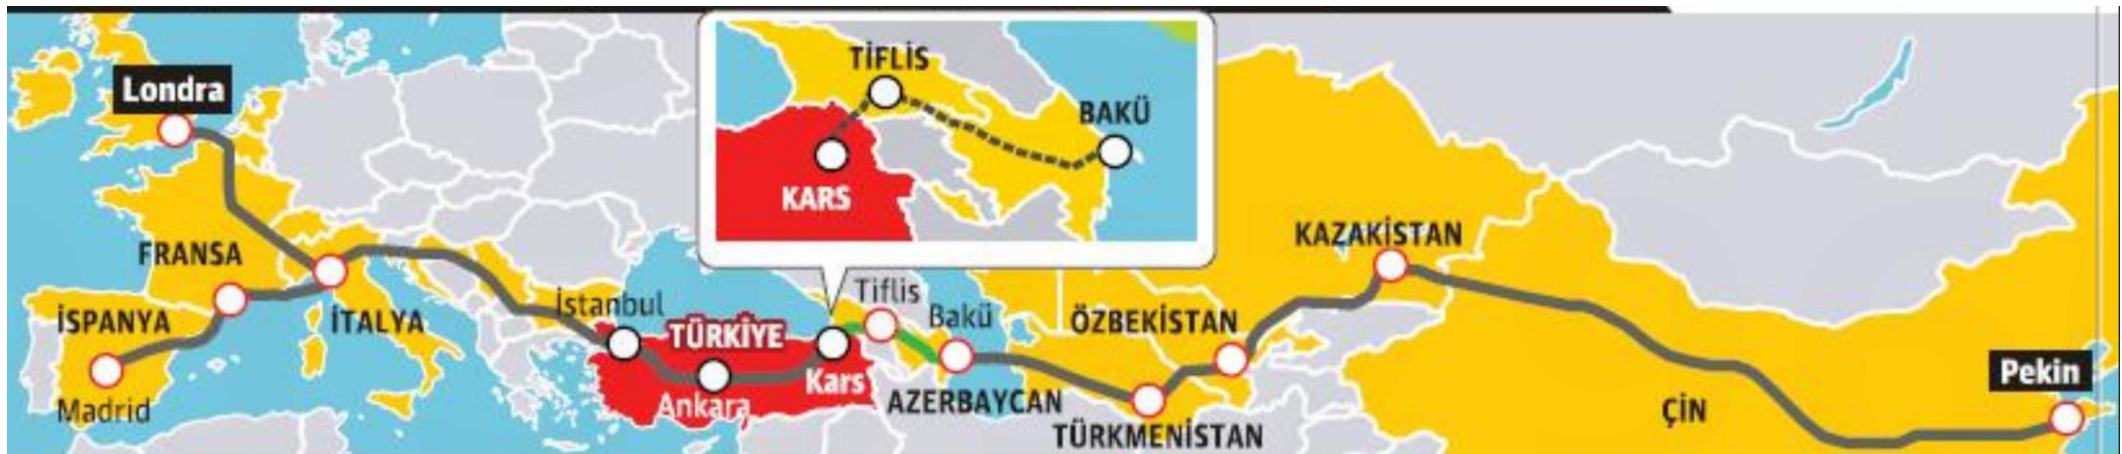 Londra
TİFLİS
BAKÜ
KARS
KAZAKİSTAN
FRANSA
İSPANYA
İTALYA
İstanbul
TÜRKİYE
Tiflis
Bakü
ÖZBEKİSTAN
Pekin
Madrid
Ankara
Kars
AZERBAYCAN
TÜRKMENİSTAN
ÇİN